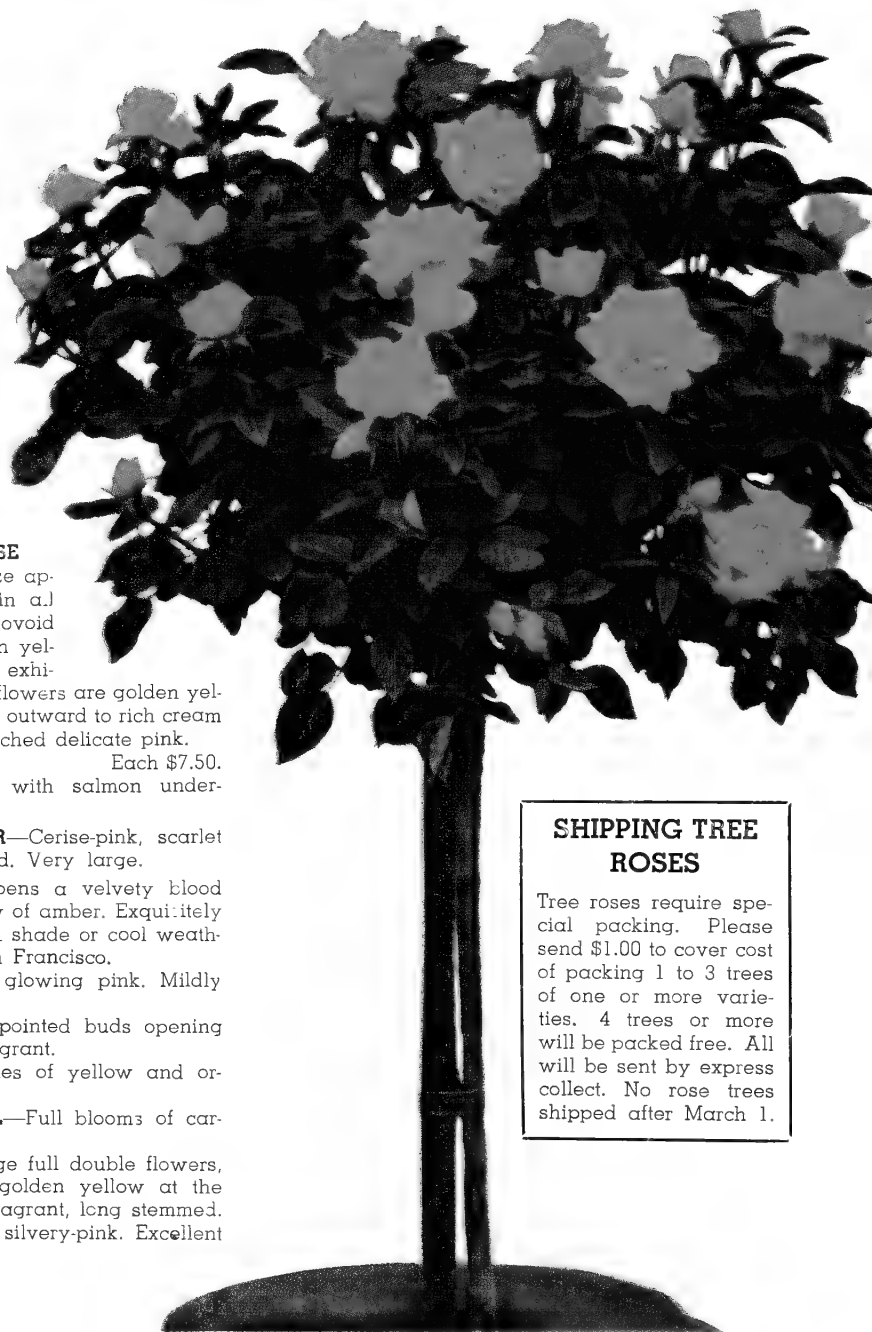 SE
ce ap-
in all
ovoid
n yel-
exhi-
flowers are golden yel-
outward to rich cream
ched delicate pink.
Each $7.50.
with salmon under-
R—Cerise-pink, scarlet
d. Very large.
pens a velvety blood
y of amber. Exquisitely
shade or cool weath-
n Francisco.
glowing pink. Mildly
pointed buds opening
grant.
es of yellow and or-
.—Full blooms of car-
ge full double flowers,
golden yellow at the
agrant, long stemmed.
silvery-pink. Excellent
SHIPPING TREE
ROSES
Tree roses require spe-
cial packing. Please
send $1.00 to cover cost
of packing 1 to 3 trees
of one or more varie-
ties. 4 trees or more
will be packed free. All
will be sent by express
collect. No rose trees
shipped after March 1.